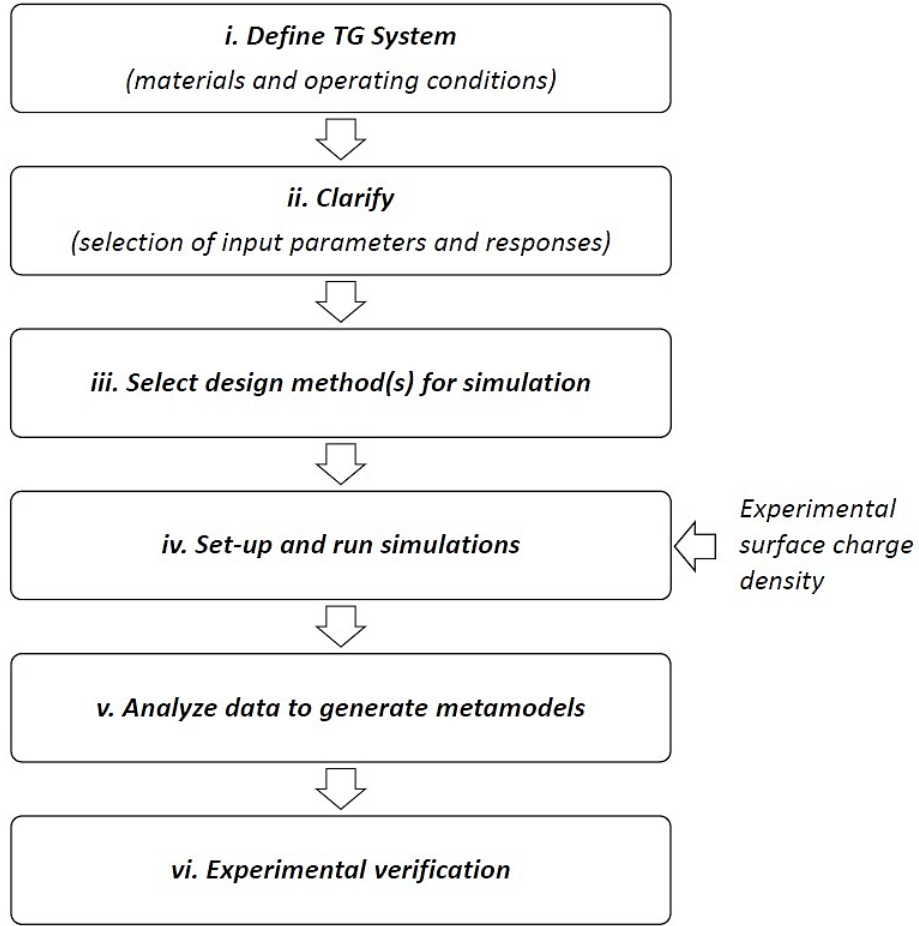 i. Define TG System
(materials and operating conditions)
ii. Clarify
(selection of input parameters and responses)
iii. Select design method(s) for simulation
iv. Set-up and run simulations
Experimental
surface charge
density
v. Analyze data to generate metamodels
vi. Experimental verification